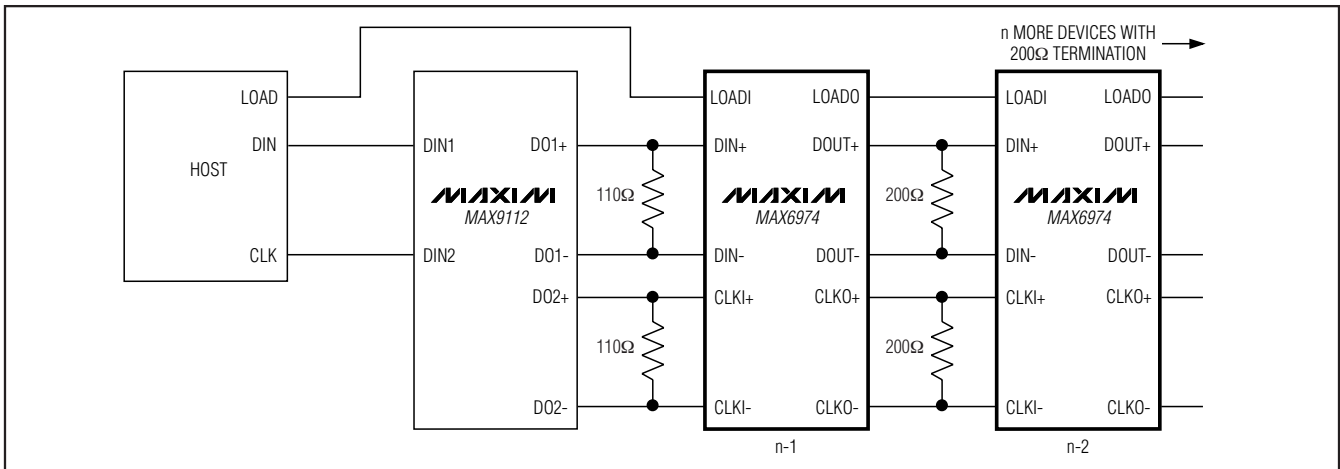 n MORE DEVICES WITH
200Ω TERMINATION
HOST
LOAD
DIN
CLK
DIN1
DIN2
MAXIM
MAX9112
DO1+
DO1-
DO2+
DO2-
110Ω
110Ω
LOADI
DIN+
DIN-
CLKI+
CLKI-
MAXIM
MAX6974
LOADO
DOUT+
DOUT-
CLKO+
CLKO-
n-1
200Ω
200Ω
LOADI
DIN+
DIN-
CLKI+
CLKI-
MAXIM
MAX6974
LOADO
DOUT+
DOUT-
CLKO+
CLKO-
n-2